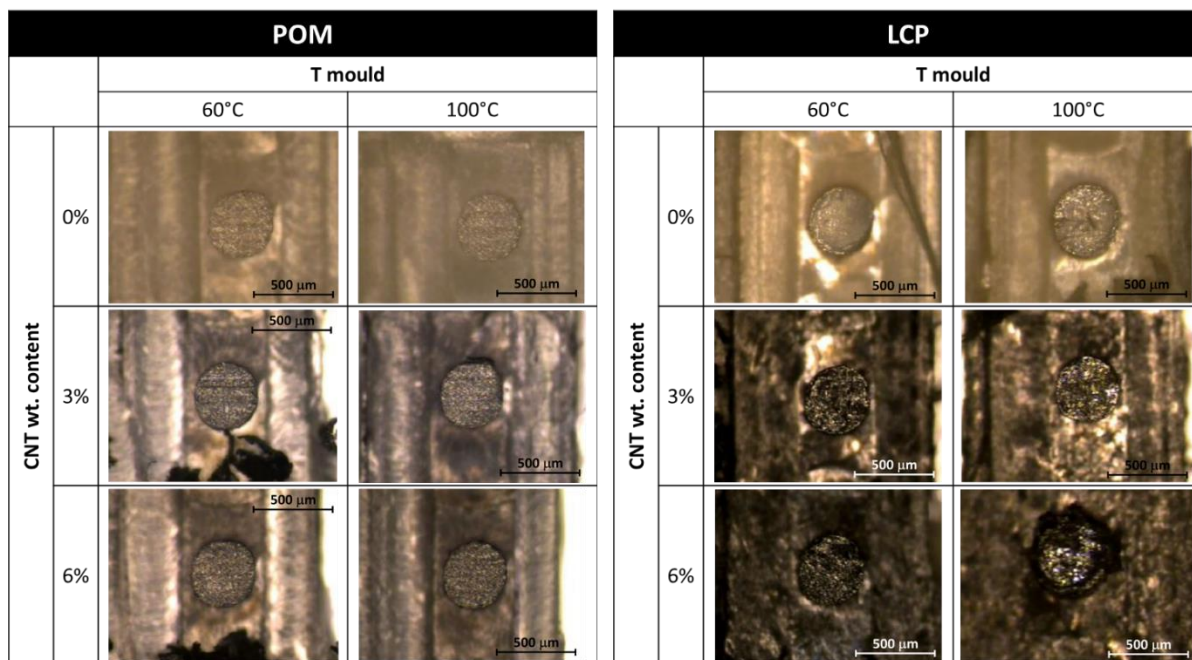 POM
T mould
60°C 100°C
CNT wt. content
0%
500 μm 500 μm
3%
500 μm 500 μm
6%
500 μm 500 μm
LCP
T mould
60°C 100°C
CNT wt. content
0%
500 μm 500 μm
3%
500 μm 500 μm
6%
500 μm 500 μm